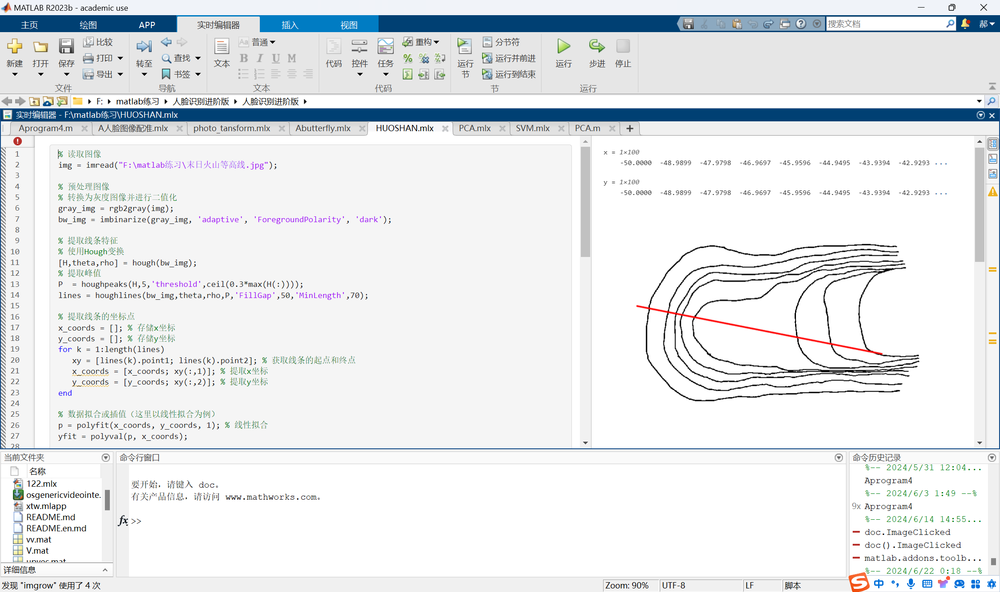 MATLAB R2023b - academic use
主页 绘图 APP 实时编辑器 插入 视图 搜索文档 郝
新建 打开 保存 比较 打印 导出 转至 查找 书签 文本 Aa 普通 B I U M 代码 控件 任务 重构 运行节 分节符 运行并前进 运行到结束 运行 步进 停止
文件 导航 文本 代码 节 运行
F: matlab练习 人脸识别进阶版 人脸识别进阶版
实时编辑器 - F:\matlab练习\HUOSHAN.mlx
Aprogram4.m A人脸图像配准.mlx photo_tansform.mlx Abutterfly.mlx HUOSHAN.mlx PCA.mlx SVM.mlx PCA.m
1 % 读取图像
2 img = imread("F:\matlab练习\末日火山等高线.jpg");
3
4 % 预处理图像
5 % 转换为灰度图像并进行二值化
6 gray_img = rgb2gray(img);
7 bw_img = imbinarize(gray_img, 'adaptive', 'ForegroundPolarity', 'dark');
8
9 % 提取线条特征
10 % 使用Hough变换
11 [H,theta,rho] = hough(bw_img);
12 % 提取峰值
13 P  = houghpeaks(H,5,'threshold',ceil(0.3*max(H(:))));
14 lines = houghlines(bw_img,theta,rho,P,'FillGap',50,'MinLength',70);
15
16 % 提取线条的坐标点
17 x_coords = []; % 存储x坐标
18 y_coords = []; % 存储y坐标
19 for k = 1:length(lines)
20    xy = [lines(k).point1; lines(k).point2]; % 获取线条的起点和终点
21    x_coords = [x_coords; xy(:,1)]; % 提取x坐标
22    y_coords = [y_coords; xy(:,2)]; % 提取y坐标
23 end
24
25 % 数据拟合或插值（这里以线性拟合为例）
26 p = polyfit(x_coords, y_coords, 1); % 线性拟合
27 yfit = polyval(p, x_coords);
28
x = 1×100
-50.0000 -48.9899 -47.9798 -46.9697 -45.9596 -44.9495 -43.9394 -42.9293 ...
y = 1×100
-50.0000 -48.9899 -47.9798 -46.9697 -45.9596 -44.9495 -43.9394 -42.9293 ...
当前文件夹
名称
122.mlx
osgenericvideointe.
xtw.mlapp
README.md
README.en.md
vv.mat
V.mat
upvec.mat
详细信息
命令行窗口
要开始，请键入 doc。
有关产品信息，请访问 www.mathworks.com。
fx >>
命令历史记录
%-- 2024/5/31 12:04...
Aprogram4
%-- 2024/6/3 1:49 --%
9x Aprogram4
%-- 2024/6/14 14:55...
doc.ImageClicked
doc().ImageClicked
matlab.addons.toolb...
%-- 2024/6/22 0:18 --%
发现 "imgrow" 使用了 4 次
Zoom: 90% UTF-8 LF 脚本
S 中